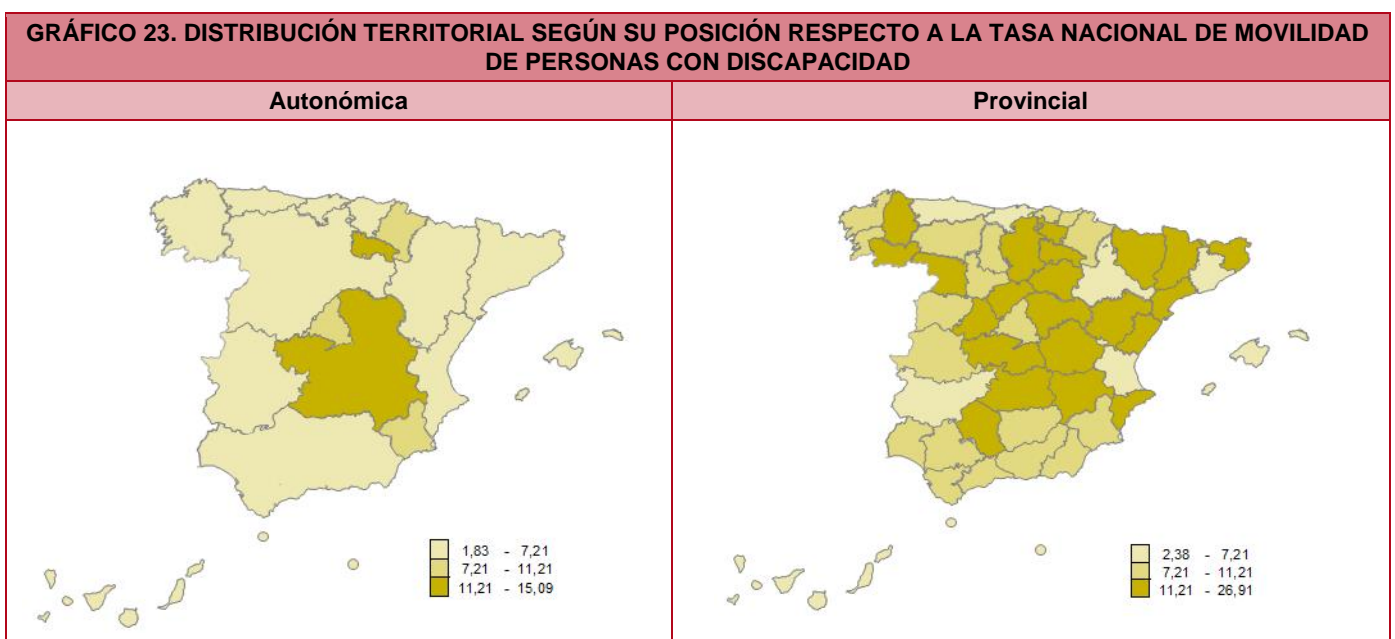 GRÁFICO 23. DISTRIBUCIÓN TERRITORIAL SEGÚN SU POSICIÓN RESPECTO A LA TASA NACIONAL DE MOVILIDAD
DE PERSONAS CON DISCAPACIDAD
Autonómica
Provincial
1,83 - 7,21
7,21 - 11,21
11,21 - 15,09
2,38 - 7,21
7,21 - 11,21
11,21 - 26,91